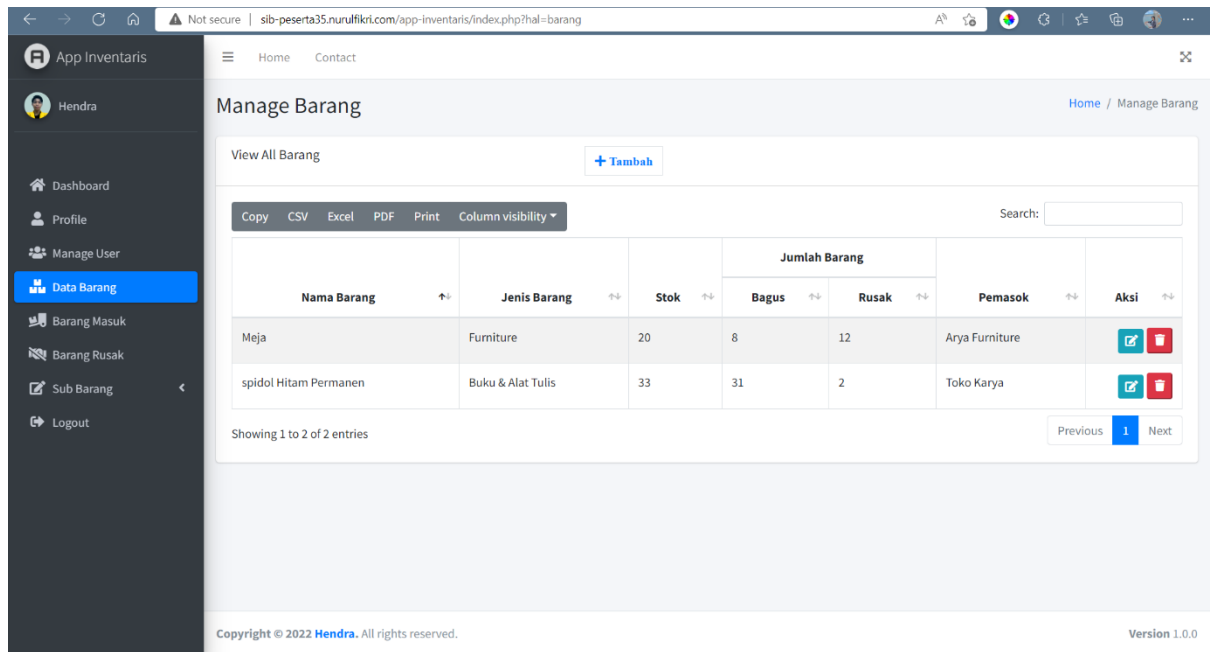 Not secure | sib-peserta35.nurulfikri.com/app-inventaris/index.php?hal=barang
App Inventaris
Home Contact
Hendra
Manage Barang
Home / Manage Barang
View All Barang
+ Tambah
Dashboard
Profile
Manage User
Data Barang
Barang Masuk
Barang Rusak
Sub Barang
Logout
Copy CSV Excel PDF Print Column visibility
Search:
Jumlah Barang
Nama Barang Jenis Barang Stok Bagus Rusak Pemasok Aksi
Meja Furniture 20 8 12 Arya Furniture
spidol Hitam Permanen Buku & Alat Tulis 33 31 2 Toko Karya
Showing 1 to 2 of 2 entries
Previous 1 Next
Copyright © 2022 Hendra. All rights reserved.
Version 1.0.0